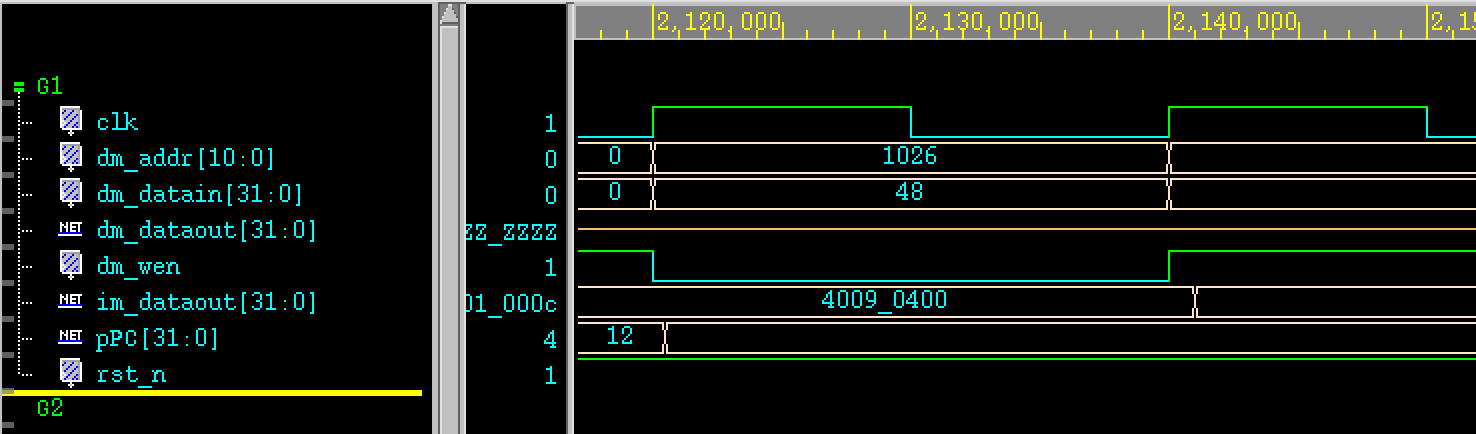 2,120,000 2,130,000 2,140,000 2,15
G1
clk 1
dm_addr[10:0] 0 0 1026
dm_datain[31:0] 0 0 48
NET dm_dataout[31:0] ZZ_ZZZZ
dm_wen 1
NET im_dataout[31:0] 01_000c 4009_0400
NET pPC[31:0] 4 12
rst_n 1
G2